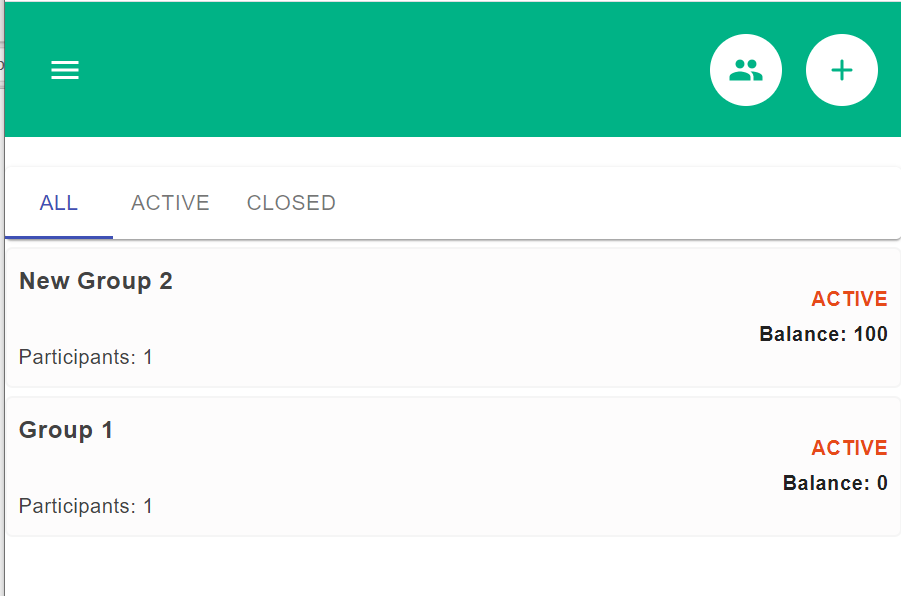 ALL ACTIVE CLOSED
New Group 2
ACTIVE
Balance: 100
Participants: 1
Group 1
ACTIVE
Balance: 0
Participants: 1